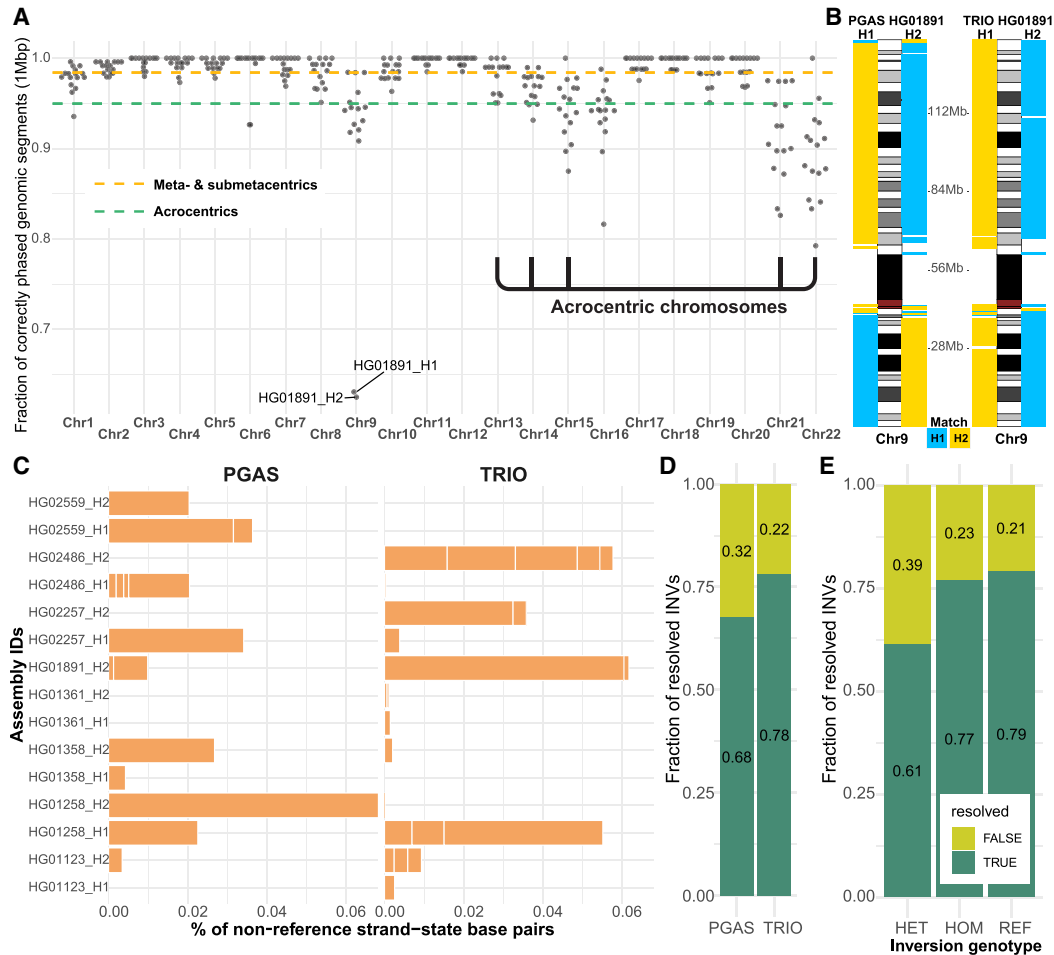 A
Fraction of correctly phased genomic segments (1Mbp)
1.0
0.9
0.8
0.7
Meta- & submetacentrics
Acrocentrics
Acrocentric chromosomes
HG01891_H1
HG01891_H2
Chr1 Chr3 Chr5 Chr7 Chr9 Chr11 Chr13 Chr15 Chr17 Chr19 Chr21
Chr2 Chr4 Chr6 Chr8 Chr10 Chr12 Chr14 Chr16 Chr18 Chr20 Chr22
B
PGAS HG01891 TRIO HG01891
H1 H2 H1 H2
112Mb
84Mb
56Mb
28Mb
Match
Chr9 H1 H2 Chr9
C
PGAS TRIO
Assembly IDs
HG02559_H2
HG02559_H1
HG02486_H2
HG02486_H1
HG02257_H2
HG02257_H1
HG01891_H2
HG01361_H2
HG01361_H1
HG01358_H2
HG01358_H1
HG01258_H2
HG01258_H1
HG01123_H2
HG01123_H1
0.00 0.02 0.04 0.06 0.00 0.02 0.04 0.06
% of non-reference strand-state base pairs
D
Fraction of resolved INVs
1.00
0.75
0.50
0.25
0.00
0.32 0.22
0.68 0.78
PGAS TRIO
E
Fraction of resolved INVs
1.00
0.75
0.50
0.25
0.00
0.39 0.23 0.21
0.61 0.77 0.79
resolved
FALSE
TRUE
HET HOM REF
Inversion genotype